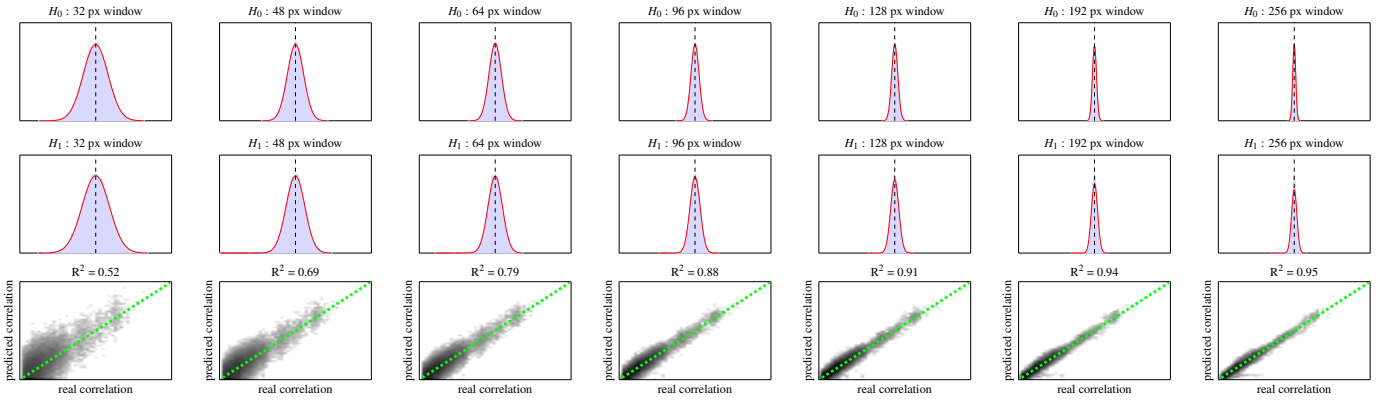 H₀ : 32 px window
H₀ : 48 px window
H₀ : 64 px window
H₀ : 96 px window
H₀ : 128 px window
H₀ : 192 px window
H₀ : 256 px window
H₁ : 32 px window
H₁ : 48 px window
H₁ : 64 px window
H₁ : 96 px window
H₁ : 128 px window
H₁ : 192 px window
H₁ : 256 px window
R² = 0.52
R² = 0.69
R² = 0.79
R² = 0.88
R² = 0.91
R² = 0.94
R² = 0.95
predicted correlation
predicted correlation
predicted correlation
predicted correlation
predicted correlation
predicted correlation
predicted correlation
real correlation
real correlation
real correlation
real correlation
real correlation
real correlation
real correlation